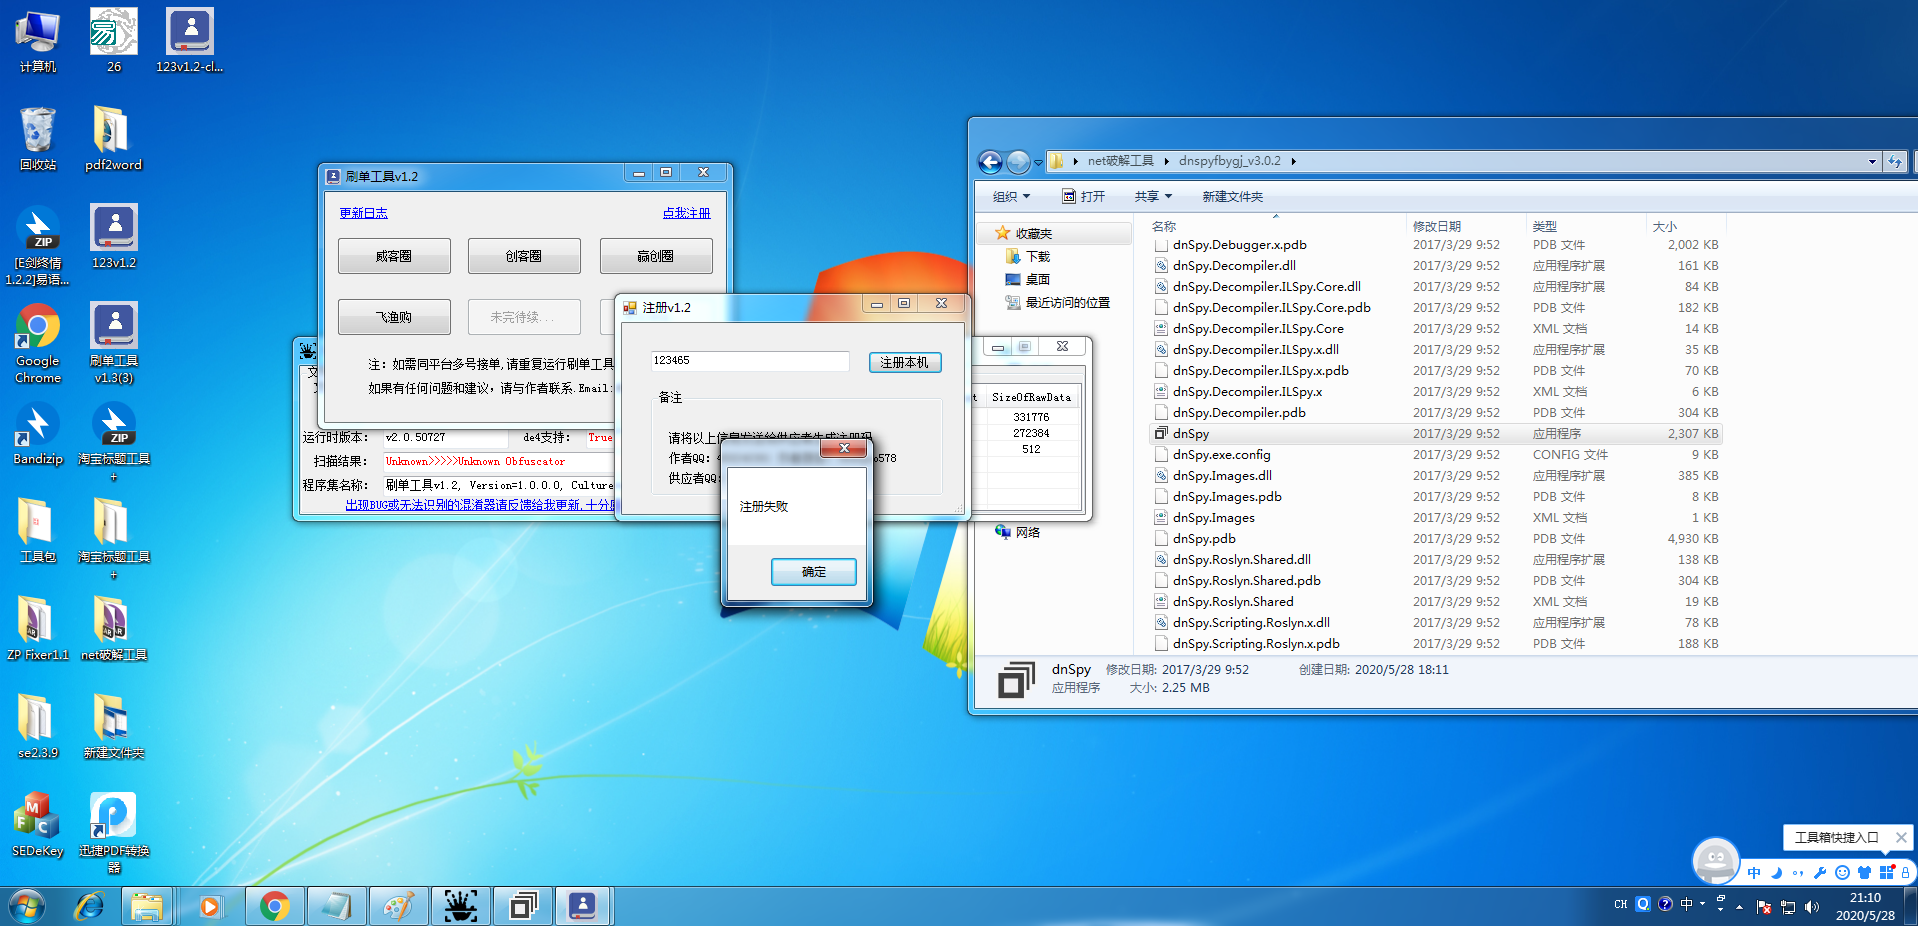 计算机
26
123v1.2-cl...
回收站
pdf2word
[E剑终情
1.2.2]易语...
123v1.2
Google
Chrome
刷单工具
v1.3(3)
Bandizip
淘宝标题工具
+
工具包
淘宝标题工具
+
ZP Fixer1.1
net破解工具
se2.3.9
新建文件夹
SEDeKey
迅捷PDF转换
器
刷单工具v1.2
更新日志
点我注册
威客圈
创客圈
赢创圈
飞渔购
未完待续...
注: 如需同平台多号接单,请重复运行刷单工具
如果有任何问题和建议, 请与作者联系.Email:
运行时版本:
v2.0.50727
de4支持:
True
扫描结果:
Unknown>>>>>Unknown Obfuscator
程序集名称:
刷单工具v1.2, Version=1.0.0.0, Culture
出现BUG或无法识别的混淆器请反馈给我更新,十分
t
SizeOfRawData
331776
272384
512
注册v1.2
123465
注册本机
备注
请将以上信息发送给供应者生成注册码
作者QQ:
578
供应者QQ:
注册失败
确定
net破解工具
dnspyfbygj_v3.0.2
组织
打开
共享
新建文件夹
收藏夹
下载
桌面
最近访问的位置
网络
名称
修改日期
类型
大小
dnSpy.Debugger.x.pdb 2017/3/29 9:52 PDB 文件 2,002 KB
dnSpy.Decompiler.dll 2017/3/29 9:52 应用程序扩展 161 KB
dnSpy.Decompiler.ILSpy.Core.dll 2017/3/29 9:52 应用程序扩展 84 KB
dnSpy.Decompiler.ILSpy.Core.pdb 2017/3/29 9:52 PDB 文件 182 KB
dnSpy.Decompiler.ILSpy.Core 2017/3/29 9:52 XML 文档 14 KB
dnSpy.Decompiler.ILSpy.x.dll 2017/3/29 9:52 应用程序扩展 35 KB
dnSpy.Decompiler.ILSpy.x.pdb 2017/3/29 9:52 PDB 文件 70 KB
dnSpy.Decompiler.ILSpy.x 2017/3/29 9:52 XML 文档 6 KB
dnSpy.Decompiler.pdb 2017/3/29 9:52 PDB 文件 304 KB
dnSpy 2017/3/29 9:52 应用程序 2,307 KB
dnSpy.exe.config 2017/3/29 9:52 CONFIG 文件 9 KB
dnSpy.Images.dll 2017/3/29 9:52 应用程序扩展 385 KB
dnSpy.Images.pdb 2017/3/29 9:52 PDB 文件 8 KB
dnSpy.Images 2017/3/29 9:52 XML 文档 1 KB
dnSpy.pdb 2017/3/29 9:52 PDB 文件 4,930 KB
dnSpy.Roslyn.Shared.dll 2017/3/29 9:52 应用程序扩展 138 KB
dnSpy.Roslyn.Shared.pdb 2017/3/29 9:52 PDB 文件 304 KB
dnSpy.Roslyn.Shared 2017/3/29 9:52 XML 文档 19 KB
dnSpy.Scripting.Roslyn.x.dll 2017/3/29 9:52 应用程序扩展 78 KB
dnSpy.Scripting.Roslyn.x.pdb 2017/3/29 9:52 PDB 文件 188 KB
dnSpy 修改日期: 2017/3/29 9:52 创建日期: 2020/5/28 18:11
应用程序 大小: 2.25 MB
工具箱快捷入口
中
CH
中
21:10
2020/5/28